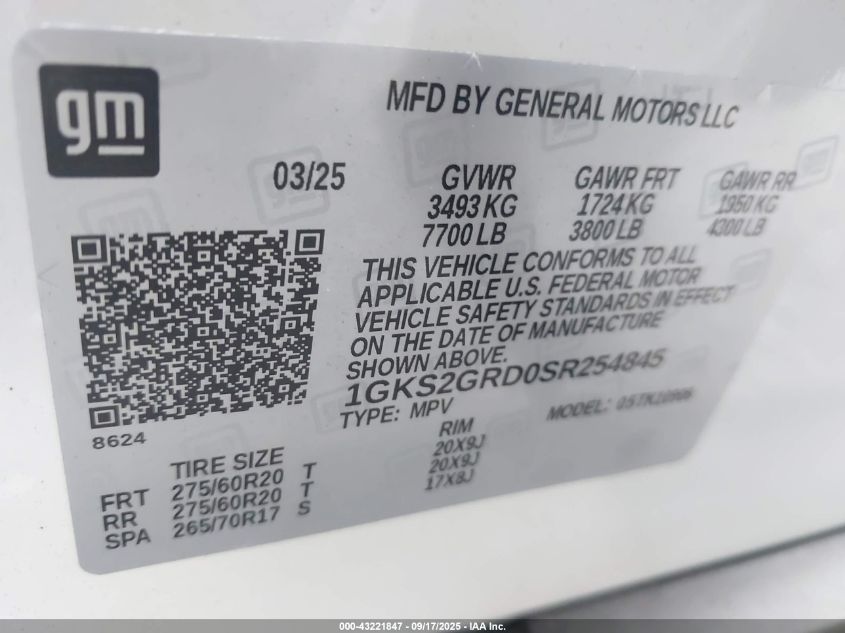 gm
MFD BY GENERAL MOTORS LLC
03/25 GVWR GAWR FRT GAWR RR
3493 KG 1724 KG 1950 KG
7700 LB 3800 LB 4300 LB
THIS VEHICLE CONFORMS TO ALL
APPLICABLE U.S. FEDERAL MOTOR
VEHICLE SAFETY STANDARDS IN EFFECT
ON THE DATE OF MANUFACTURE
SHOWN ABOVE.
1GKS2GRD0SR254845
TYPE: MPV MODEL:
8624
TIRE SIZE RIM
FRT 275/60R20 T 20X9J
RR 275/60R20 T 20X9J
SPA 265/70R17 S 17X8J
000-43221847 - 09/17/2025 - IAA Inc.